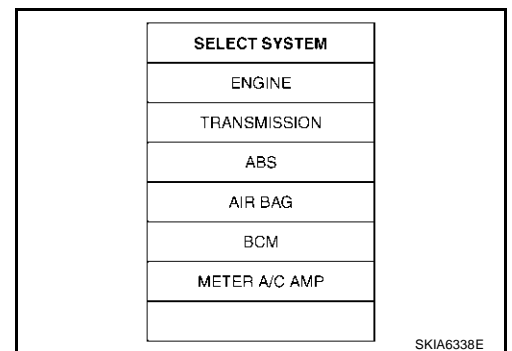 SELECT SYSTEM
ENGINE
TRANSMISSION
ABS
AIR BAG
BCM
METER A/C AMP
SKIA6338E